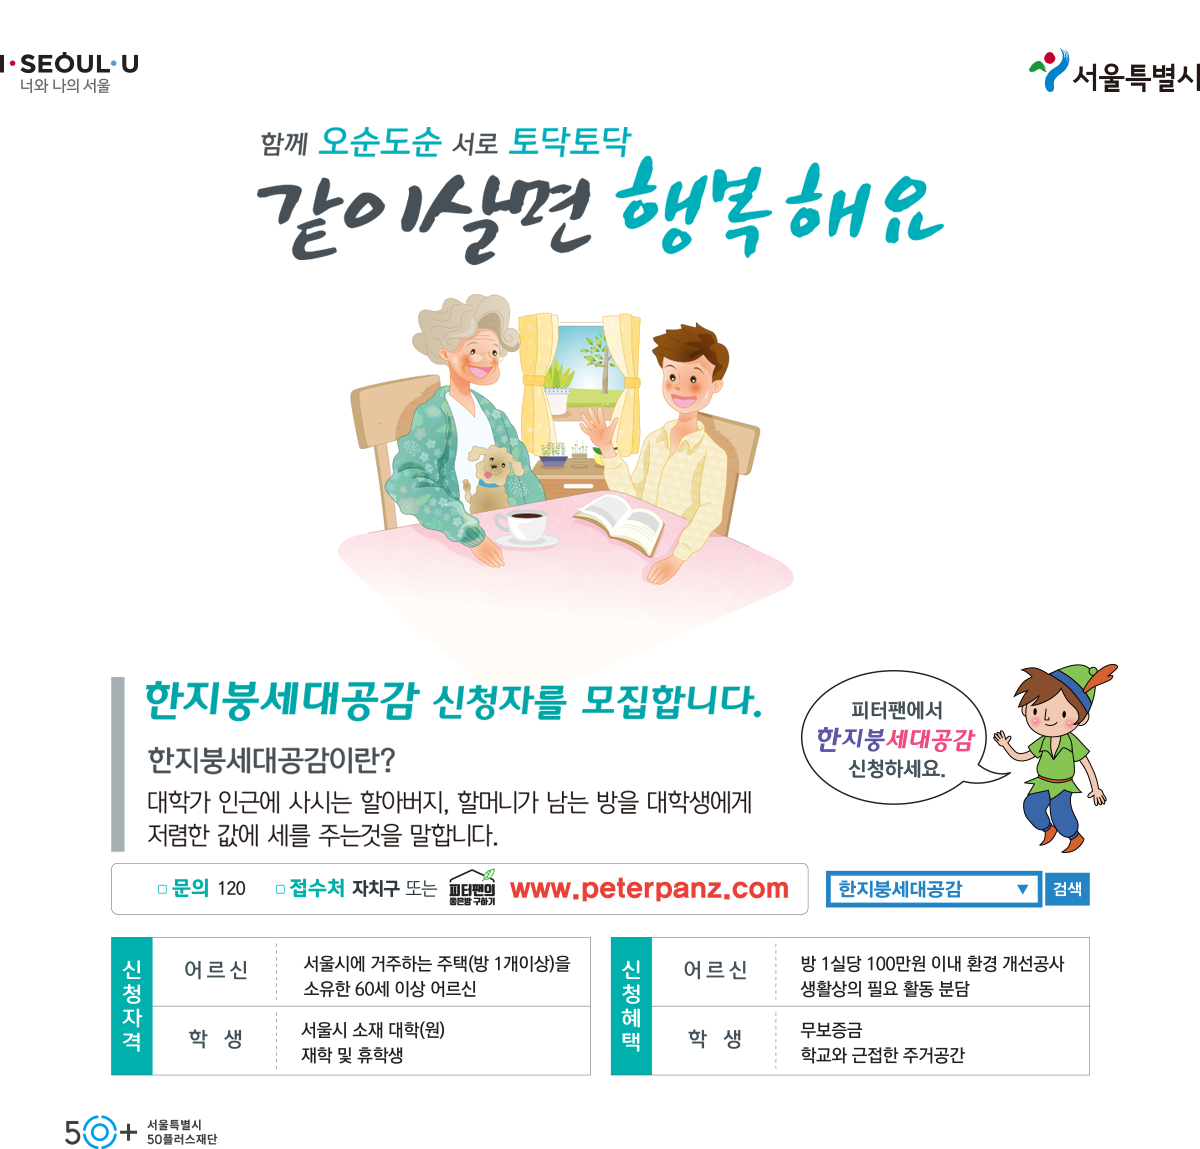 I·SEOUL·U
너와 나의 서울
서울특별시
함께 오순도순 서로 토닥토닥
같이살면 행복해요
한지붕세대공감 신청자를 모집합니다.
한지붕세대공감이란?
대학가 인근에 사시는 할아버지, 할머니가 남는 방을 대학생에게
저렴한 값에 세를 주는것을 말합니다.
피터팬에서
한지붕세대공감
신청하세요.
문의 120 접수처 자치구 또는 피터팬의 좋은방 구하기 www.peterpanz.com
한지붕세대공감 ▼ 검색
신청자격
어르신
서울시에 거주하는 주택(방 1개이상)을
소유한 60세 이상 어르신
학 생
서울시 소재 대학(원)
재학 및 휴학생
신청혜택
어르신
방 1실당 100만원 이내 환경 개선공사
생활상의 필요 활동 분담
학 생
무보증금
학교와 근접한 주거공간
50+
서울특별시
50플러스재단